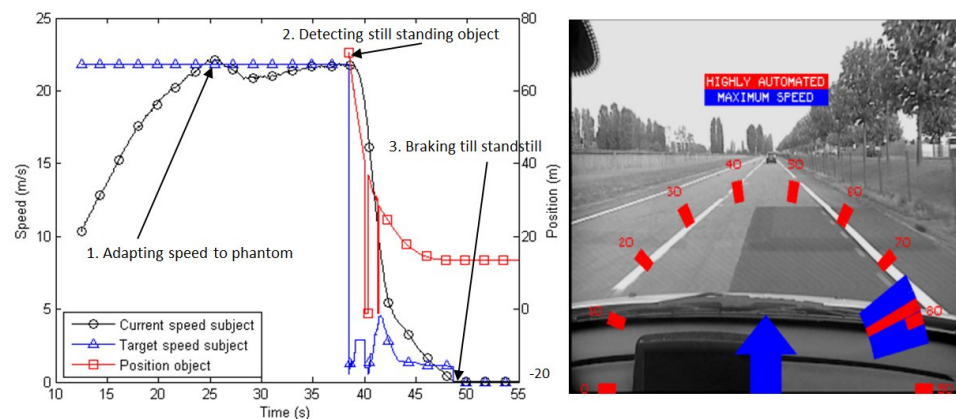 25
20
15
10
5
0
Speed (m/s)
80
60
40
20
0
-20
Position (m)
2. Detecting still standing object
3. Braking till standstill
1. Adapting speed to phantom
Current speed subject
Target speed subject
Position object
10 15 20 25 30 35 40 45 50 55
Time (s)
HIGHLY AUTOMATED
MAXIMUM SPEED
40 50
30 60
20 70
10 80
0 90